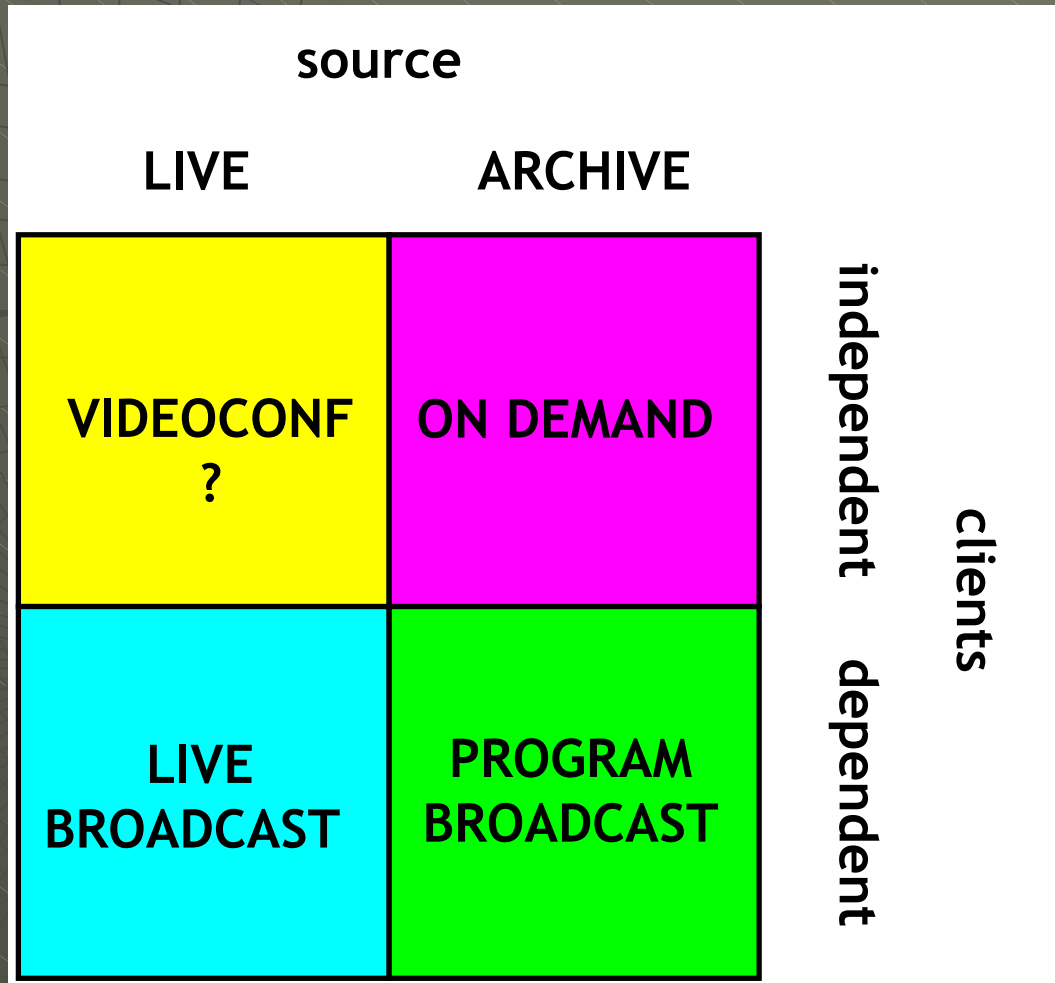 source
LIVE ARCHIVE
VIDEOCONF
?
ON DEMAND
independent
clients
LIVE
BROADCAST
PROGRAM
BROADCAST
dependent